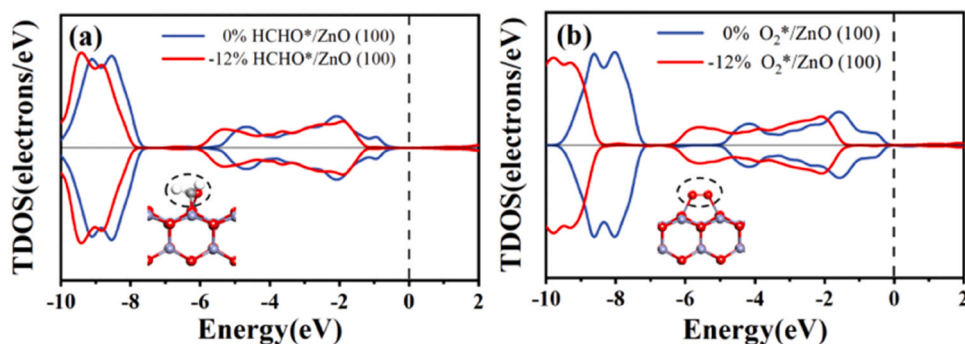 (a)
0% HCHO*/ZnO (100)
-12% HCHO*/ZnO (100)
TDOS(electrons/eV)
-10 -8 -6 -4 -2 0 2
Energy(eV)
(b)
0% O₂*/ZnO (100)
-12% O₂*/ZnO (100)
TDOS(electrons/eV)
-10 -8 -6 -4 -2 0 2
Energy(eV)